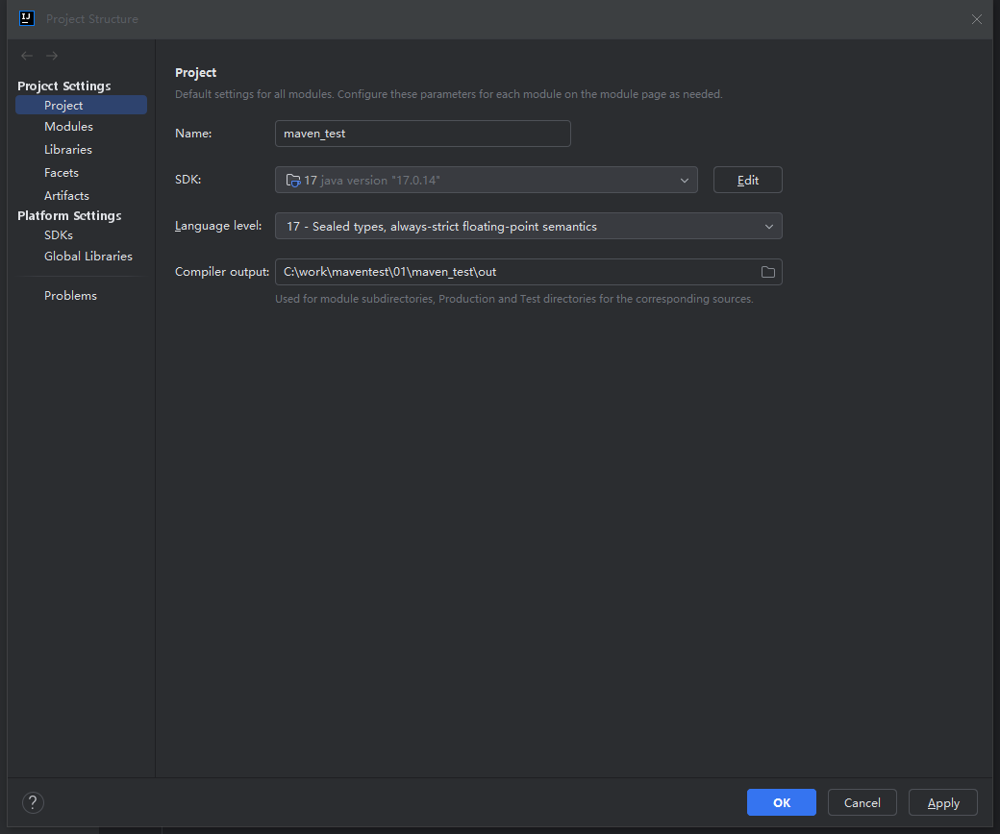 IJ
Project Structure
Project Settings
Project
Modules
Libraries
Facets
Artifacts
Platform Settings
SDKs
Global Libraries
Problems
Project
Default settings for all modules. Configure these parameters for each module on the module page as needed.
Name: maven_test
SDK: 17 java version "17.0.14" Edit
Language level: 17 - Sealed types, always-strict floating-point semantics
Compiler output: C:\work\maventest\01\maven_test\out
Used for module subdirectories, Production and Test directories for the corresponding sources.
? OK Cancel Apply